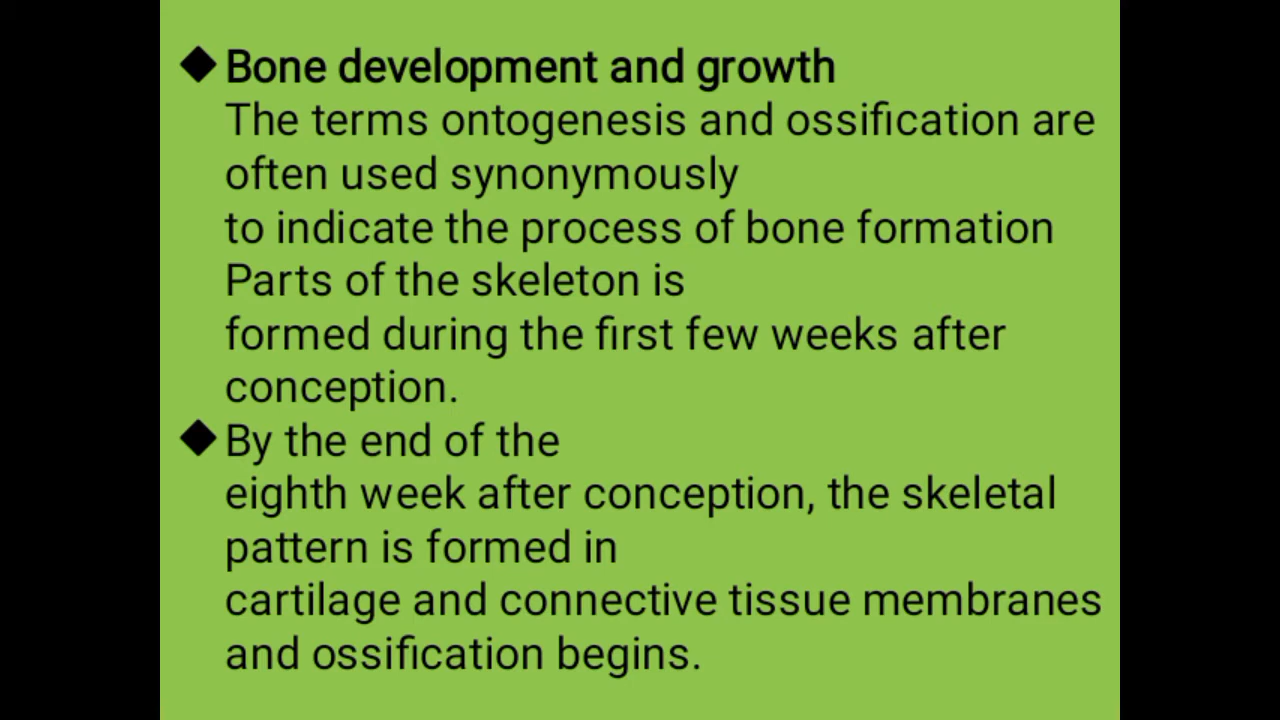 ◆Bone development and growth
The terms ontogenesis and ossification are
often used synonymously
to indicate the process of bone formation
Parts of the skeleton is
formed during the first few weeks after
conception.
◆By the end of the
eighth week after conception, the skeletal
pattern is formed in
cartilage and connective tissue membranes
and ossification begins.